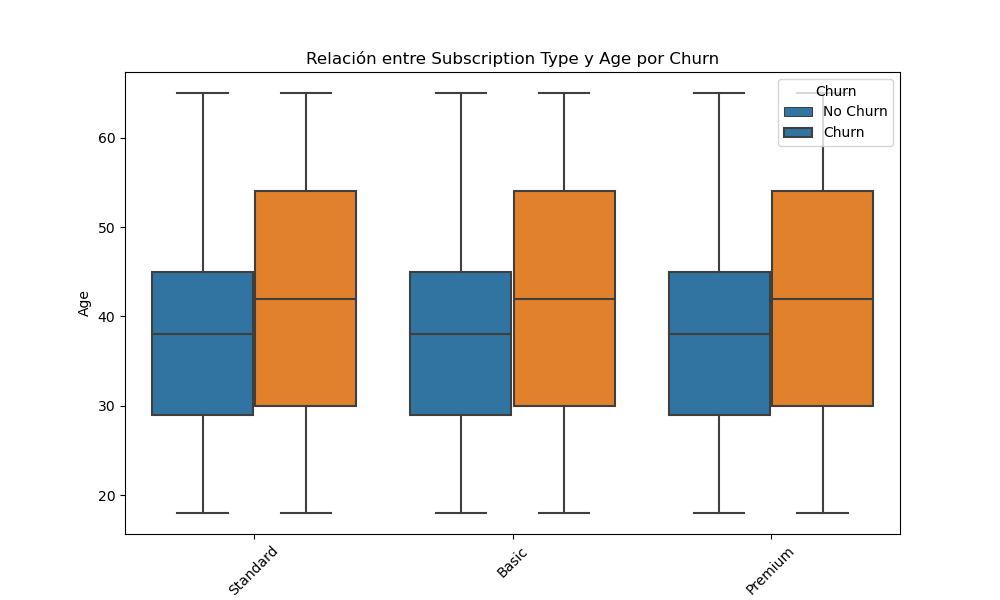 Relación entre Subscription Type y Age por Churn
Churn
No Churn
Churn
60
50
40
30
20
Age
Standard
Basic
Premium